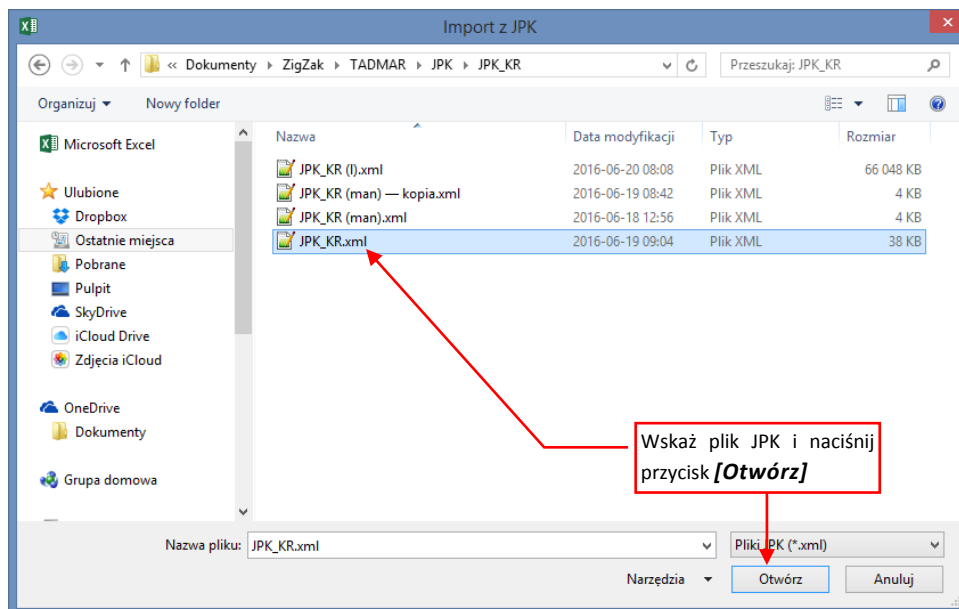 Import z JPK
« Dokumenty ▸ ZigZak ▸ TADMAR ▸ JPK ▸ JPK_KR
Przeszukaj: JPK_KR
Organizuj
Nowy folder
Microsoft Excel
Ulubione
Dropbox
Ostatnie miejsca
Pobrane
Pulpit
SkyDrive
iCloud Drive
Zdjęcia iCloud
OneDrive
Dokumenty
Grupa domowa
Nazwa Data modyfikacji Typ Rozmiar
JPK_KR (l).xml 2016-06-20 08:08 Plik XML 66 048 KB
JPK_KR (man) — kopia.xml 2016-06-19 08:42 Plik XML 4 KB
JPK_KR (man).xml 2016-06-18 12:56 Plik XML 4 KB
JPK_KR.xml 2016-06-19 09:04 Plik XML 38 KB
Wskaż plik JPK i naciśnij
przycisk [Otwórz]
Nazwa pliku: JPK_KR.xml Pliki JPK (*.xml)
Narzędzia Otwórz Anuluj